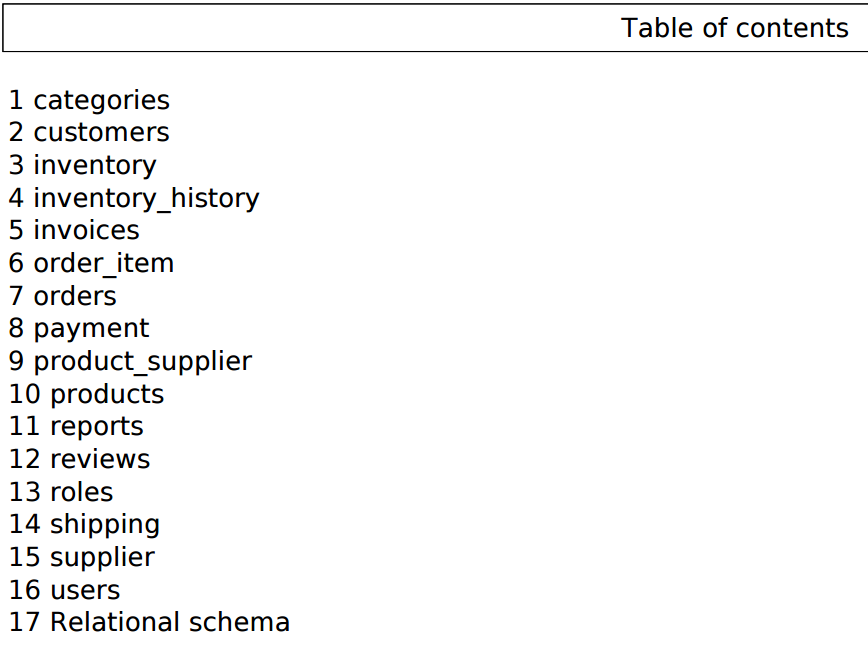 Table of contents
1 categories
2 customers
3 inventory
4 inventory_history
5 invoices
6 order_item
7 orders
8 payment
9 product_supplier
10 products
11 reports
12 reviews
13 roles
14 shipping
15 supplier
16 users
17 Relational schema